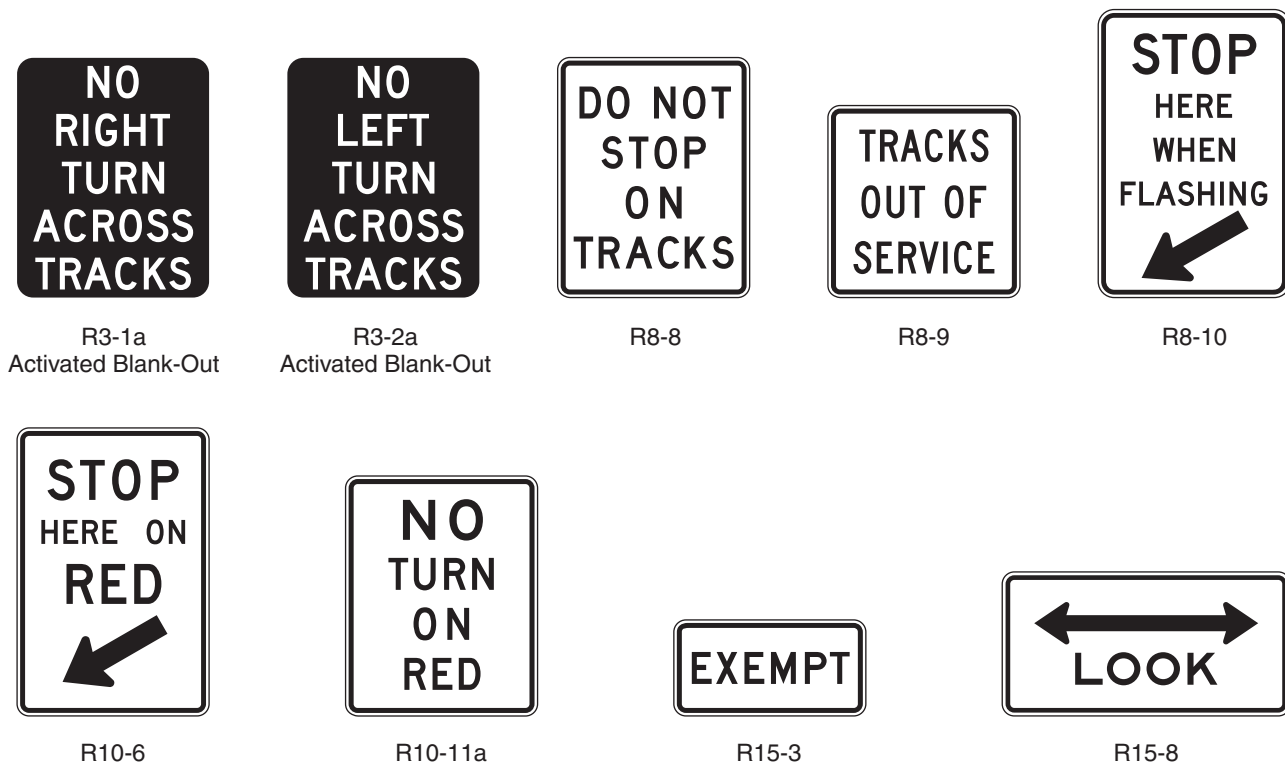 NO
RIGHT
TURN
ACROSS
TRACKS
R3-1a
Activated Blank-Out
NO
LEFT
TURN
ACROSS
TRACKS
R3-2a
Activated Blank-Out
DO NOT
STOP
ON
TRACKS
R8-8
TRACKS
OUT OF
SERVICE
R8-9
STOP
HERE
WHEN
FLASHING
R8-10
STOP
HERE ON
RED
R10-6
NO
TURN
ON
RED
R10-11a
EXEMPT
R15-3
LOOK
R15-8